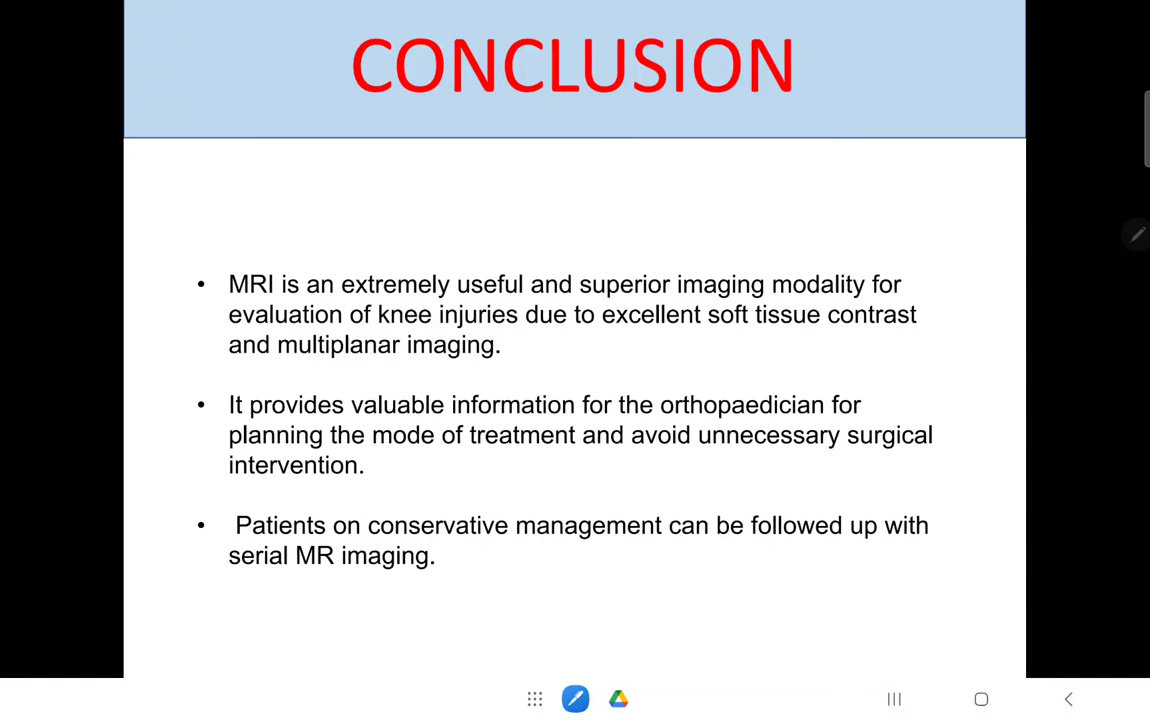 CONCLUSION
• MRI is an extremely useful and superior imaging modality for
evaluation of knee injuries due to excellent soft tissue contrast
and multiplanar imaging.
• It provides valuable information for the orthopaedician for
planning the mode of treatment and avoid unnecessary surgical
intervention.
• Patients on conservative management can be followed up with
serial MR imaging.